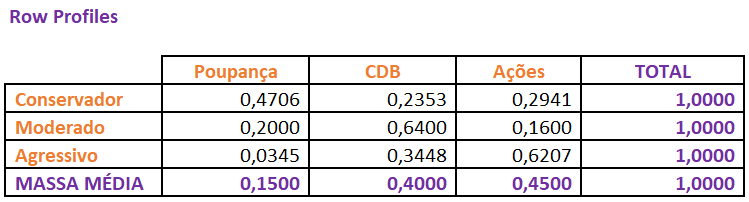 Row Profiles
Poupança CDB Ações TOTAL
Conservador 0,4706 0,2353 0,2941 1,0000
Moderado 0,2000 0,6400 0,1600 1,0000
Agressivo 0,0345 0,3448 0,6207 1,0000
MASSA MÉDIA 0,1500 0,4000 0,4500 1,0000